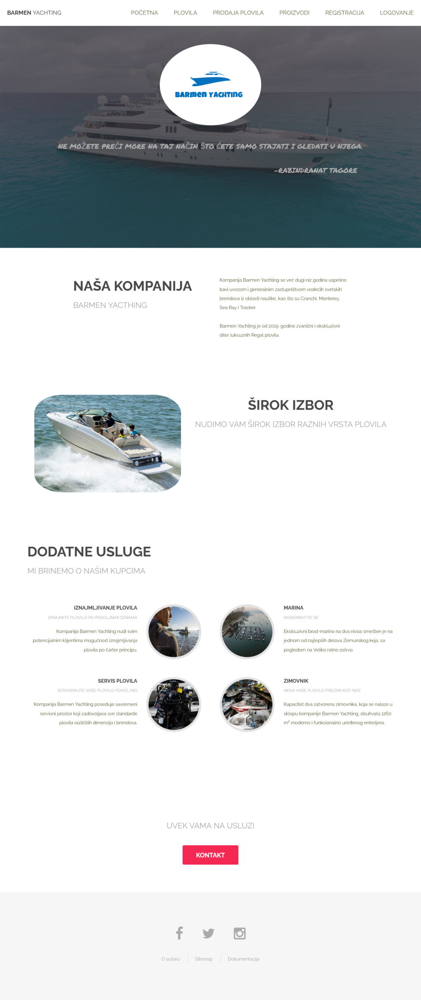 BARMEN YACHTING
POČETNA
PLOVILA
PRODAJA PLOVILA
PROIZVODI
REGISTRACIJA
LOGOVANJE
BARMEN YACHTING
NE MOŽETE PREĆI MORE NA TAJ NAČIN ŠTO ĆETE SAMO STAJATI I GLEDATI U NJEGA.
-RABINDRANAT TAGORE
NAŠA KOMPANIJA
BARMEN YACTHING
Kompanija Barmen Yachting se već dugi niz godina uspešno
bavi uvozom i generalnim zastupništvom vodećih svetskih
brendova iz oblasti nautike, kao što su Cranchi, Monterey,
Sea Ray i Tracker.
Barmen Yachting je od 2019. godine zvanični i ekskluzivni
diler luksuznih Regal plovila.
ŠIROK IZBOR
NUDIMO VAM ŠIROK IZBOR RAZNIH VRSTA PLOVILA
DODATNE USLUGE
MI BRINEMO O NAŠIM KUPCIMA
IZNAJMLJIVANJE PLOVILA
IZNAJMITE PLOVILO PO POVOLJNIM CENAMA
Kompanija Barmen Yachting nudi svim
potencijalnim klijentima mogućnost iznajmljivanja
plovila po čarter principu.
MARINA
RASKOMOTITE SE
Ekskluzivni brod-marina na dva nivoa smešten je na
jednom od najlepših delova Zemunskog keja, sa
pogledom na Veliko ratno ostrvo.
SERVIS PLOVILA
SERVISIRAJTE VAŠE PLOVILO POVOLJNO
Kompanija Barmen Yachting poseduje savremeni
servisni prostor koji zadovoljava sve standarde
plovila različitih dimenzija i brendova.
ZIMOVNIK
NEKA VAŠE PLOVILO PREZIMI KOD NAS
Kapacitet dva zatvorena zimovnika, koja se nalaze u
sklopu kompanije Barmen Yachting, obuhvata 1260
m² moderno i funkcionalno uređenog enterijera.
UVEK VAMA NA USLUZI
KONTAKT
O autoru
Sitemap
Dokumentacija